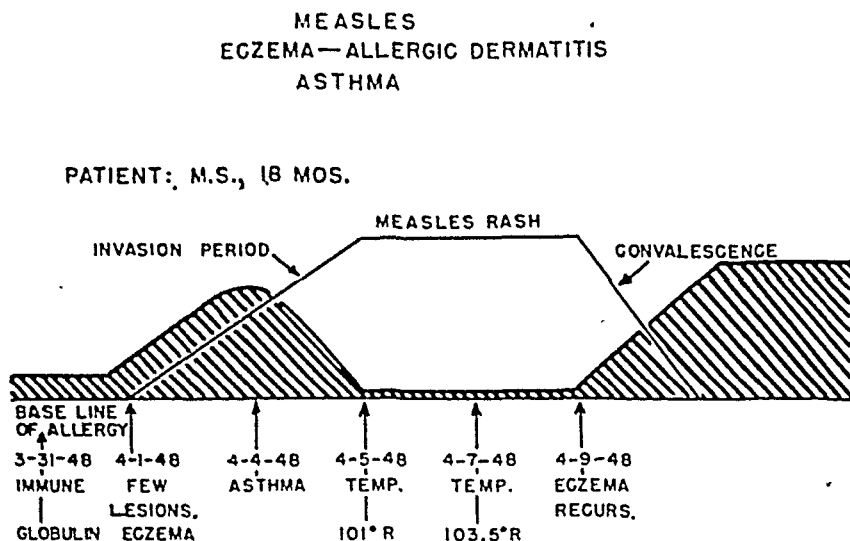 MEASLES
ECZEMA—ALLERGIC DERMATITIS
ASTHMA
PATIENT: M.S., 18 MOS.
MEASLES RASH
INVASION PERIOD
CONVALESCENCE
BASE LINE
OF ALLERGY
3-31-48 4-1-48 4-4-48 4-5-48 4-7-48 4-9-48
IMMUNE FEW ASTHMA TEMP. TEMP. ECZEMA
LESIONS. RECURS.
GLOBULIN ECZEMA 101° R 103.5° R